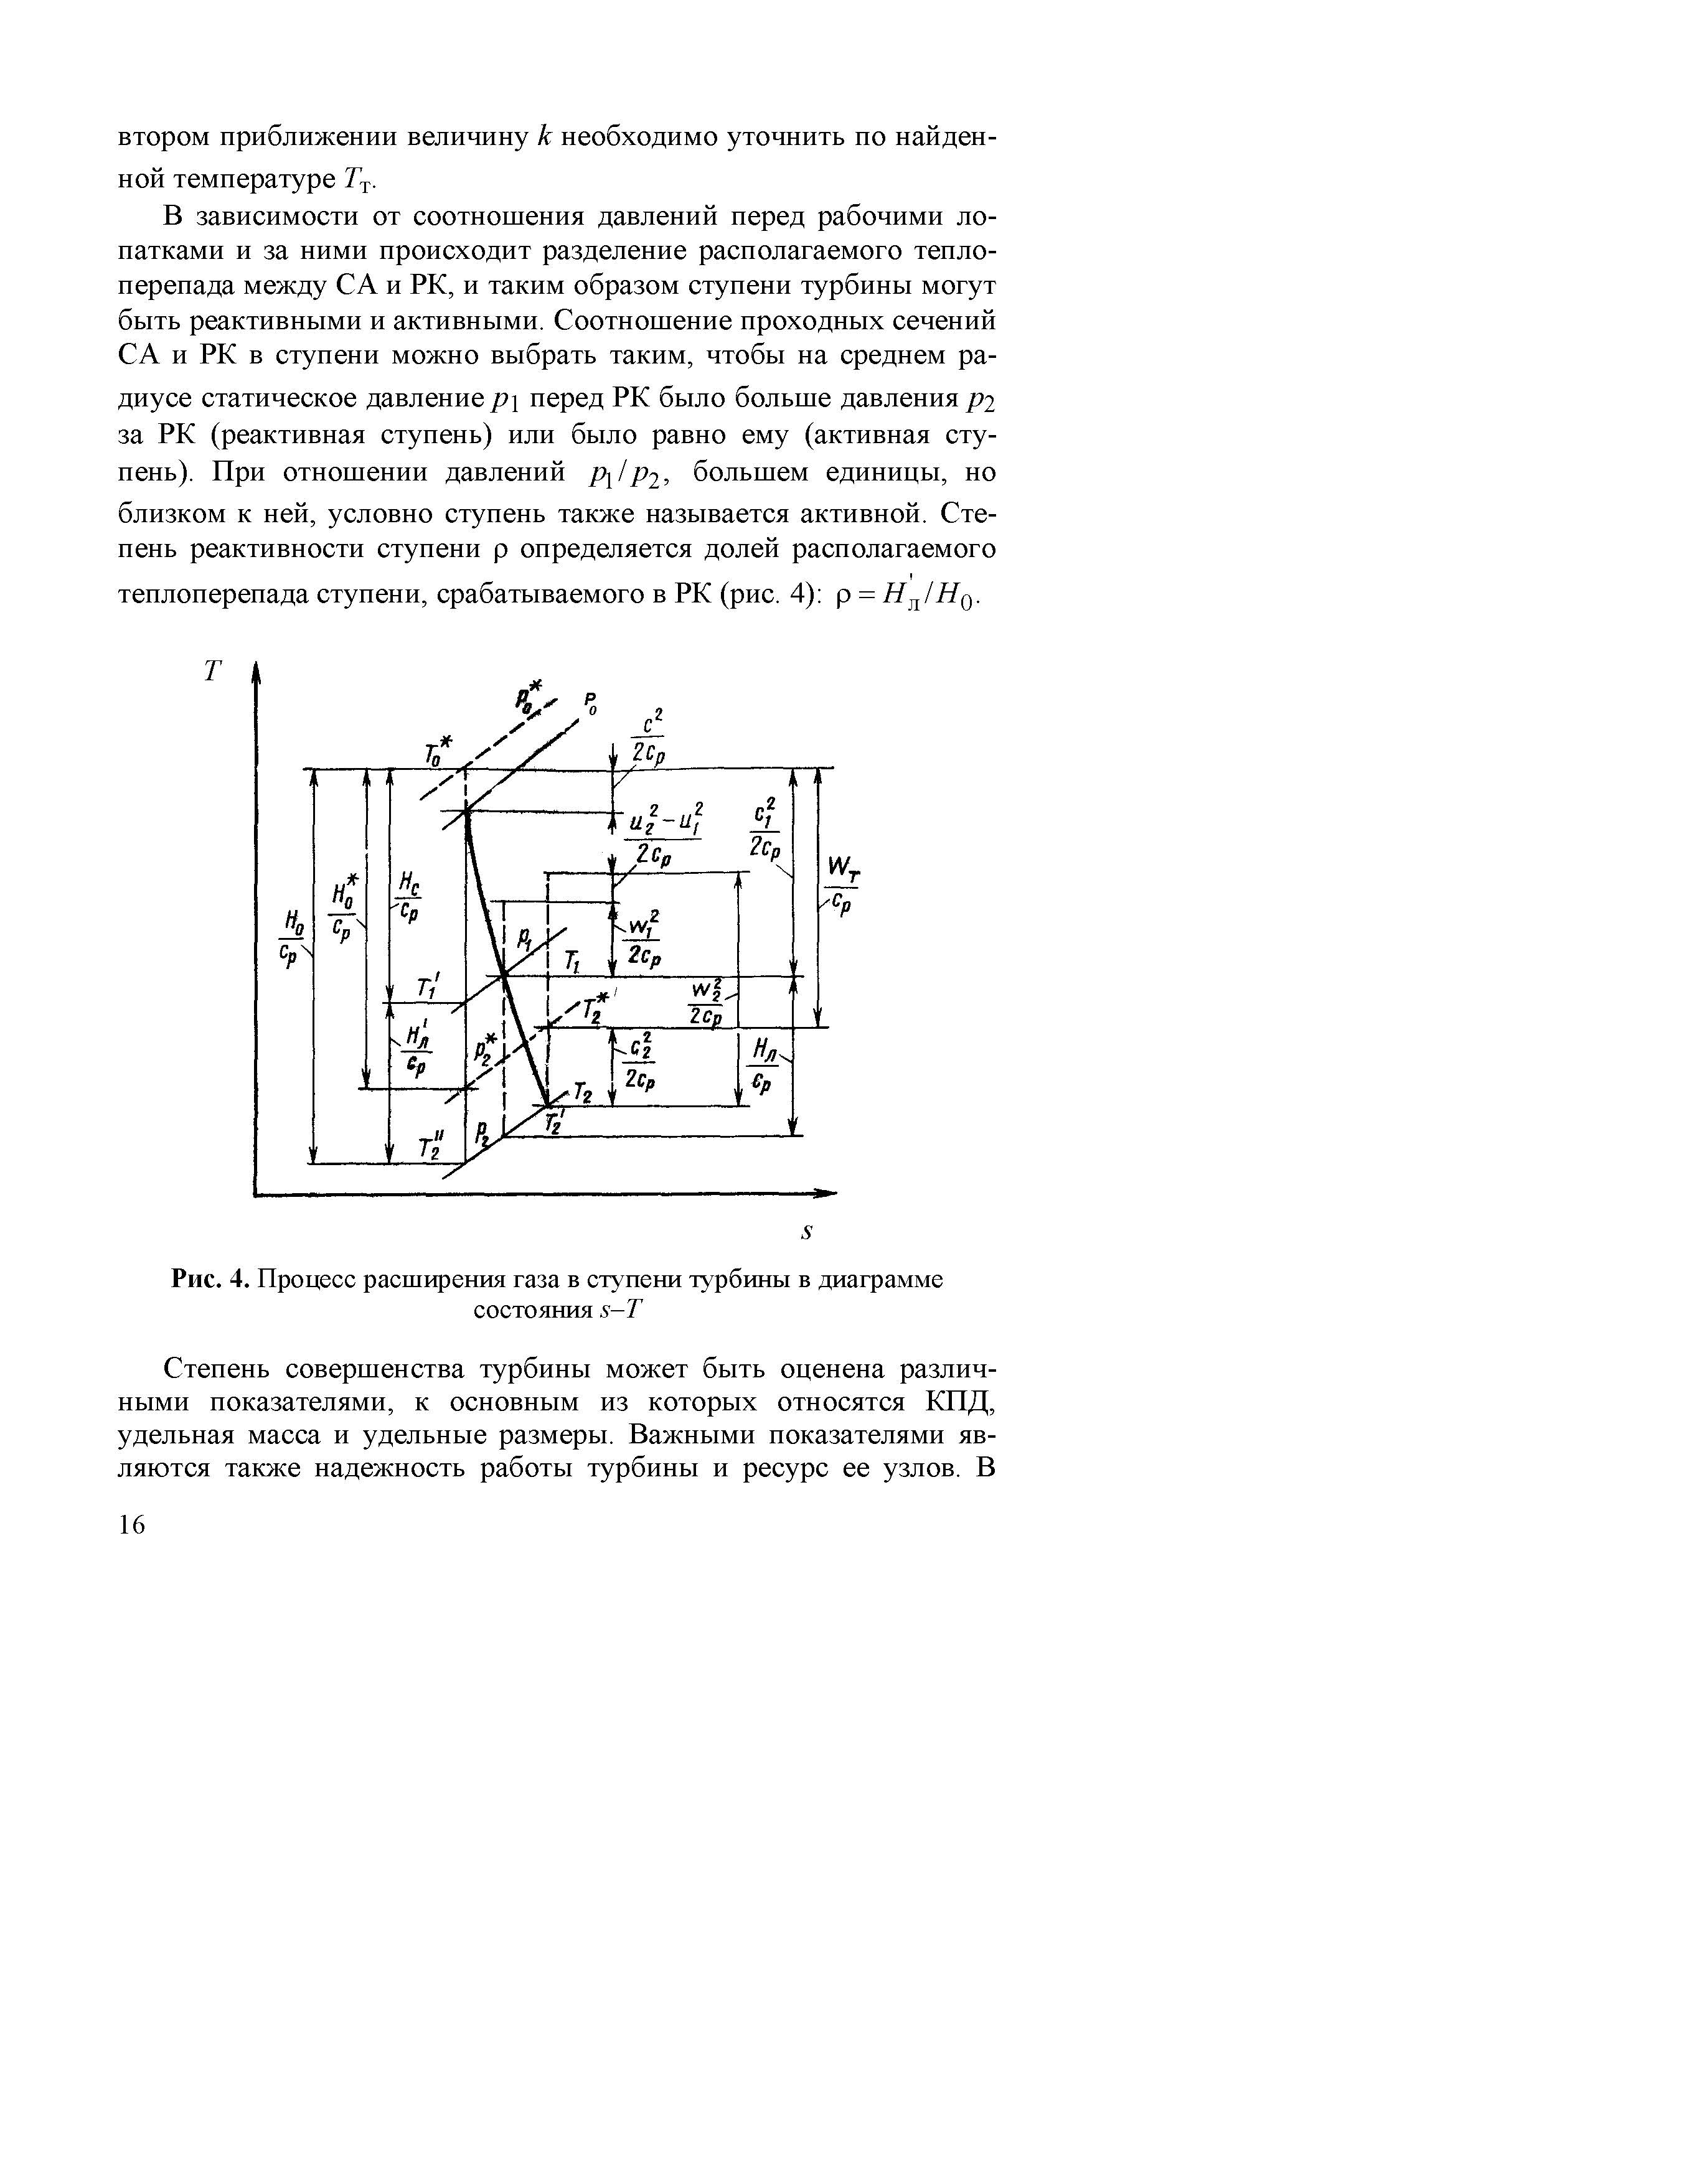 втором приближении величину k необходимо уточнить по найден-
ной температуре Tт.
В зависимости от соотношения давлений перед рабочими ло-
патками и за ними происходит разделение располагаемого тепло-
перепада между СА и РК, и таким образом ступени турбины могут
быть реактивными и активными. Соотношение проходных сечений
СА и РК в ступени можно выбрать таким, чтобы на среднем ра-
диусе статическое давление p1 перед РК было больше давления p2
за РК (реактивная ступень) или было равно ему (активная сту-
пень). При отношении давлений p1/p2, большем единицы, но
близком к ней, условно ступень также называется активной. Сте-
пень реактивности ступени ρ определяется долей располагаемого
теплоперепада ступени, срабатываемого в РК (рис. 4): ρ = H'л/H0.
T
P0*
P0
c²/2cp
T0*
(u2²-u1²)/2cp
c1²/2cp
Wт/cp
H0/cp
H0*/cp
Hc/cp
w1²/2cp
P1
T1
T1'
w2²/2cp
T2*
Hл'/cp
P2*
c2²/2cp
Hл/cp
T2
T2'
P2
T2''
s
Рис. 4. Процесс расширения газа в ступени турбины в диаграмме
состояния s–T
Степень совершенства турбины может быть оценена различ-
ными показателями, к основным из которых относятся КПД,
удельная масса и удельные размеры. Важными показателями яв-
ляются также надежность работы турбины и ресурс ее узлов. В
16